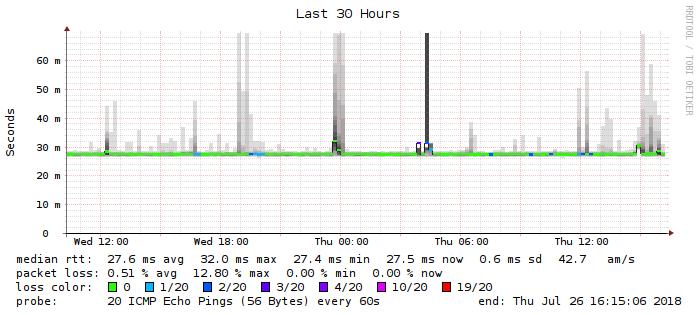 Last 30 Hours
RRDTOOL / TOBI OETIKER
Seconds
60 m
50 m
40 m
30 m
20 m
10 m
0
Wed 12:00 Wed 18:00 Thu 00:00 Thu 06:00 Thu 12:00
median rtt: 27.6 ms avg 32.0 ms max 27.4 ms min 27.5 ms now 0.6 ms sd 42.7 am/s
packet loss: 0.51 % avg 12.80 % max 0.00 % min 0.00 % now
loss color: 0 1/20 2/20 3/20 4/20 10/20 19/20
probe: 20 ICMP Echo Pings (56 Bytes) every 60s end: Thu Jul 26 16:15:06 2018